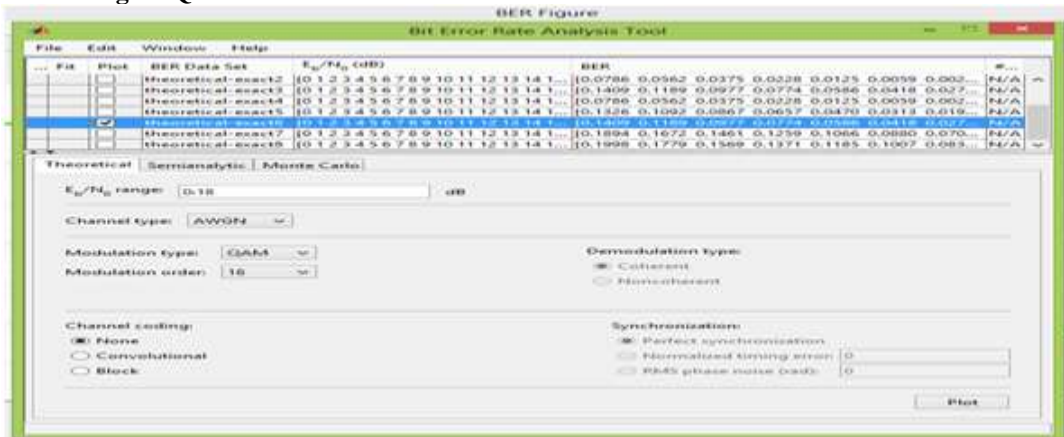 BER Figure
Bit Error Rate Analysis Tool
File Edit Window Help
... Fit Plot BER Data Set E_b/N_0 (dB) BER #...
theoretical-exact2 [0 1 2 3 4 5 6 7 8 9 10 11 12 13 14 1... [0.0786 0.0562 0.0375 0.0228 0.0125 0.0059 0.002... N/A
theoretical-exact3 [0 1 2 3 4 5 6 7 8 9 10 11 12 13 14 1... [0.1409 0.1189 0.0977 0.0774 0.0586 0.0418 0.027... N/A
theoretical-exact4 [0 1 2 3 4 5 6 7 8 9 10 11 12 13 14 1... [0.0786 0.0562 0.0375 0.0228 0.0125 0.0059 0.002... N/A
theoretical-exact5 [0 1 2 3 4 5 6 7 8 9 10 11 12 13 14 1... [0.1326 0.1092 0.0867 N/A
theoretical-exact6 [0 1 2 3 4 5 6 7 8 9 10 11 12 13 14 1... [0.1409 0.1189 0.0977 0.0774 0.0586 0.0418 0.027... N/A
theoretical-exact7 [0 1 2 3 4 5 6 7 8 9 10 11 12 13 14 1... [0.1894 0.1672 0.1461 0.1259 0.1066 0.0880 0.070... N/A
theoretical-exact8 [0 1 2 3 4 5 6 7 8 9 10 11 12 13 14 1... [0.1998 0.1779 0.1569 0.1371 0.1185 0.1007 0.083... N/A
Theoretical Semianalytic Monte Carlo
E_b/N_0 range: 0:18 dB
Channel type: AWGN
Modulation type: QAM Demodulation type:
Modulation order: 16 Coherent
Noncoherent
Channel coding: Synchronization:
None Perfect synchronization
Convolutional Normalized timing error: 0
Block RMS phase noise (rad): 0
Plot